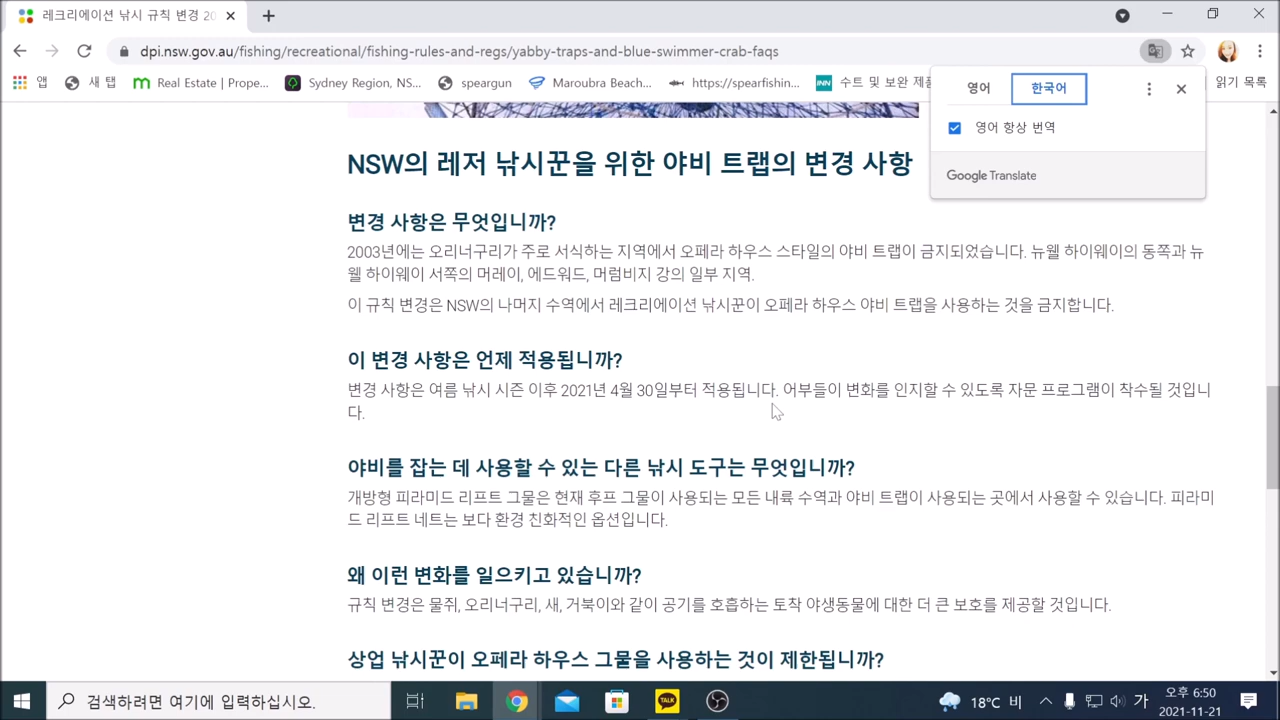 레크리에이션 낚시 규칙 변경 20
dpi.nsw.gov.au/fishing/recreational/fishing-rules-and-regs/yabby-traps-and-blue-swimmer-crab-faqs
앱 새 탭 Real Estate | Prope... Sydney Region, NS... speargun Maroubra Beach... https://spearfishin... INN 수트 및 보완 제품 읽기 목록
영어 한국어
영어 항상 번역
Google Translate
NSW의 레저 낚시꾼을 위한 야비 트랩의 변경 사항
변경 사항은 무엇입니까?
2003년에는 오리너구리가 주로 서식하는 지역에서 오페라 하우스 스타일의 야비 트랩이 금지되었습니다. 뉴웰 하이웨이의 동쪽과 뉴
웰 하이웨이 서쪽의 머레이, 에드워드, 머럼비지 강의 일부 지역.
이 규칙 변경은 NSW의 나머지 수역에서 레크리에이션 낚시꾼이 오페라 하우스 야비 트랩을 사용하는 것을 금지합니다.
이 변경 사항은 언제 적용됩니까?
변경 사항은 여름 낚시 시즌 이후 2021년 4월 30일부터 적용됩니다. 어부들이 변화를 인지할 수 있도록 자문 프로그램이 착수될 것입니
다.
야비를 잡는 데 사용할 수 있는 다른 낚시 도구는 무엇입니까?
개방형 피라미드 리프트 그물은 현재 후프 그물이 사용되는 모든 내륙 수역과 야비 트랩이 사용되는 곳에서 사용할 수 있습니다. 피라미
드 리프트 네트는 보다 환경 친화적인 옵션입니다.
왜 이런 변화를 일으키고 있습니까?
규칙 변경은 물쥐, 오리너구리, 새, 거북이와 같이 공기를 호흡하는 토착 야생동물에 대한 더 큰 보호를 제공할 것입니다.
상업 낚시꾼이 오페라 하우스 그물을 사용하는 것이 제한됩니까?
검색하려면 여기에 입력하십시오.
TALK
18°C 비
가
오후 6:50
2021-11-21